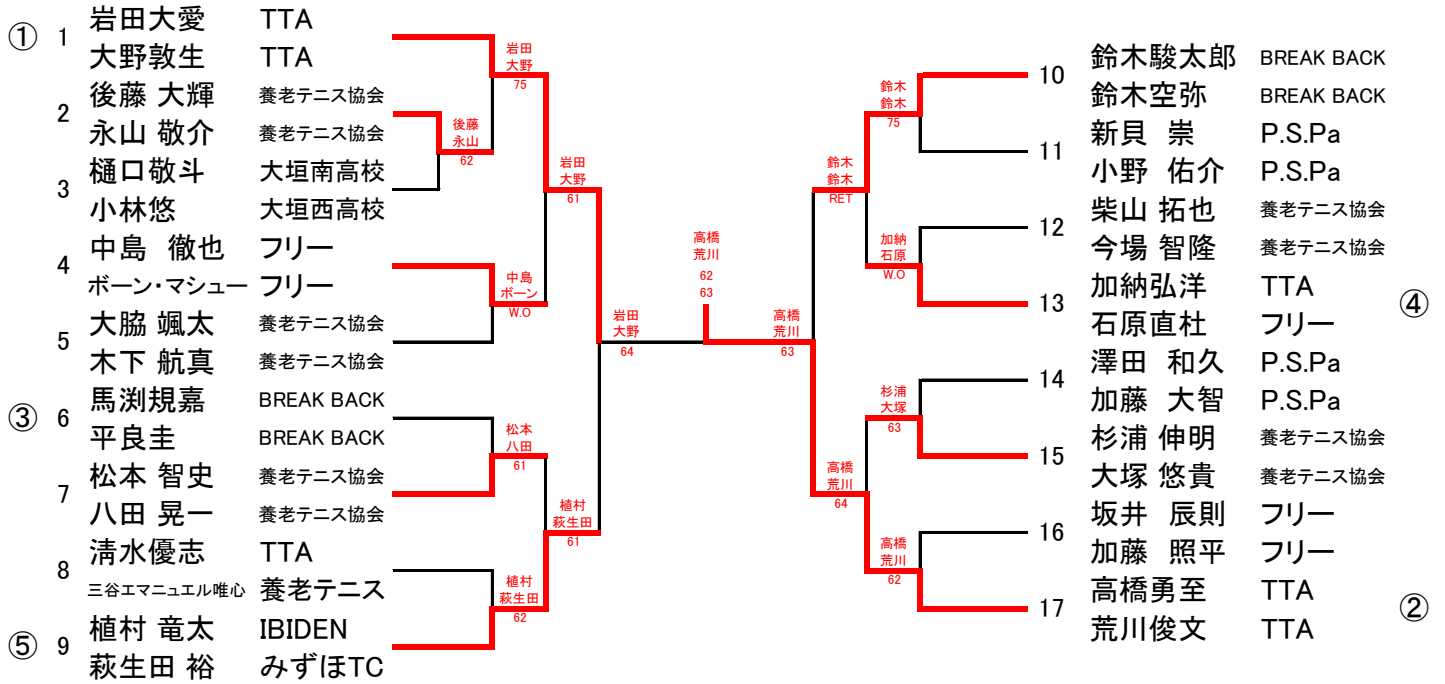 ① 1 岩田大愛 TTA
大野敦生 TTA
2 後藤 大輝 養老テニス協会
永山 敬介 養老テニス協会
3 樋口敬斗 大垣南高校
小林悠 大垣西高校
4 中島 徹也 フリー
ボーン・マシュー フリー
5 大脇 颯太 養老テニス協会
木下 航真 養老テニス協会
③ 6 馬渕規嘉 BREAK BACK
平良圭 BREAK BACK
7 松本 智史 養老テニス協会
八田 晃一 養老テニス協会
8 清水優志 TTA
三谷エマニュエル唯心 養老テニス
⑤ 9 植村 竜太 IBIDEN
萩生田 裕 みずほTC
後藤
永山
62
岩田
大野
75
中島
ボーン
W.O
松本
八田
61
植村
萩生田
62
岩田
大野
61
植村
萩生田
61
岩田
大野
64
高橋
荒川
62
63
高橋
荒川
63
鈴木
鈴木
RET
高橋
荒川
64
鈴木
鈴木
75
加納
石原
W.O
杉浦
大塚
63
高橋
荒川
62
10 鈴木駿太郎 BREAK BACK
鈴木空弥 BREAK BACK
11 新貝 崇 P.S.Pa
小野 佑介 P.S.Pa
12 柴山 拓也 養老テニス協会
今場 智隆 養老テニス協会
13 加納弘洋 TTA ④
石原直杜 フリー
14 澤田 和久 P.S.Pa
加藤 大智 P.S.Pa
15 杉浦 伸明 養老テニス協会
大塚 悠貴 養老テニス協会
16 坂井 辰則 フリー
加藤 照平 フリー
17 高橋勇至 TTA ②
荒川俊文 TTA